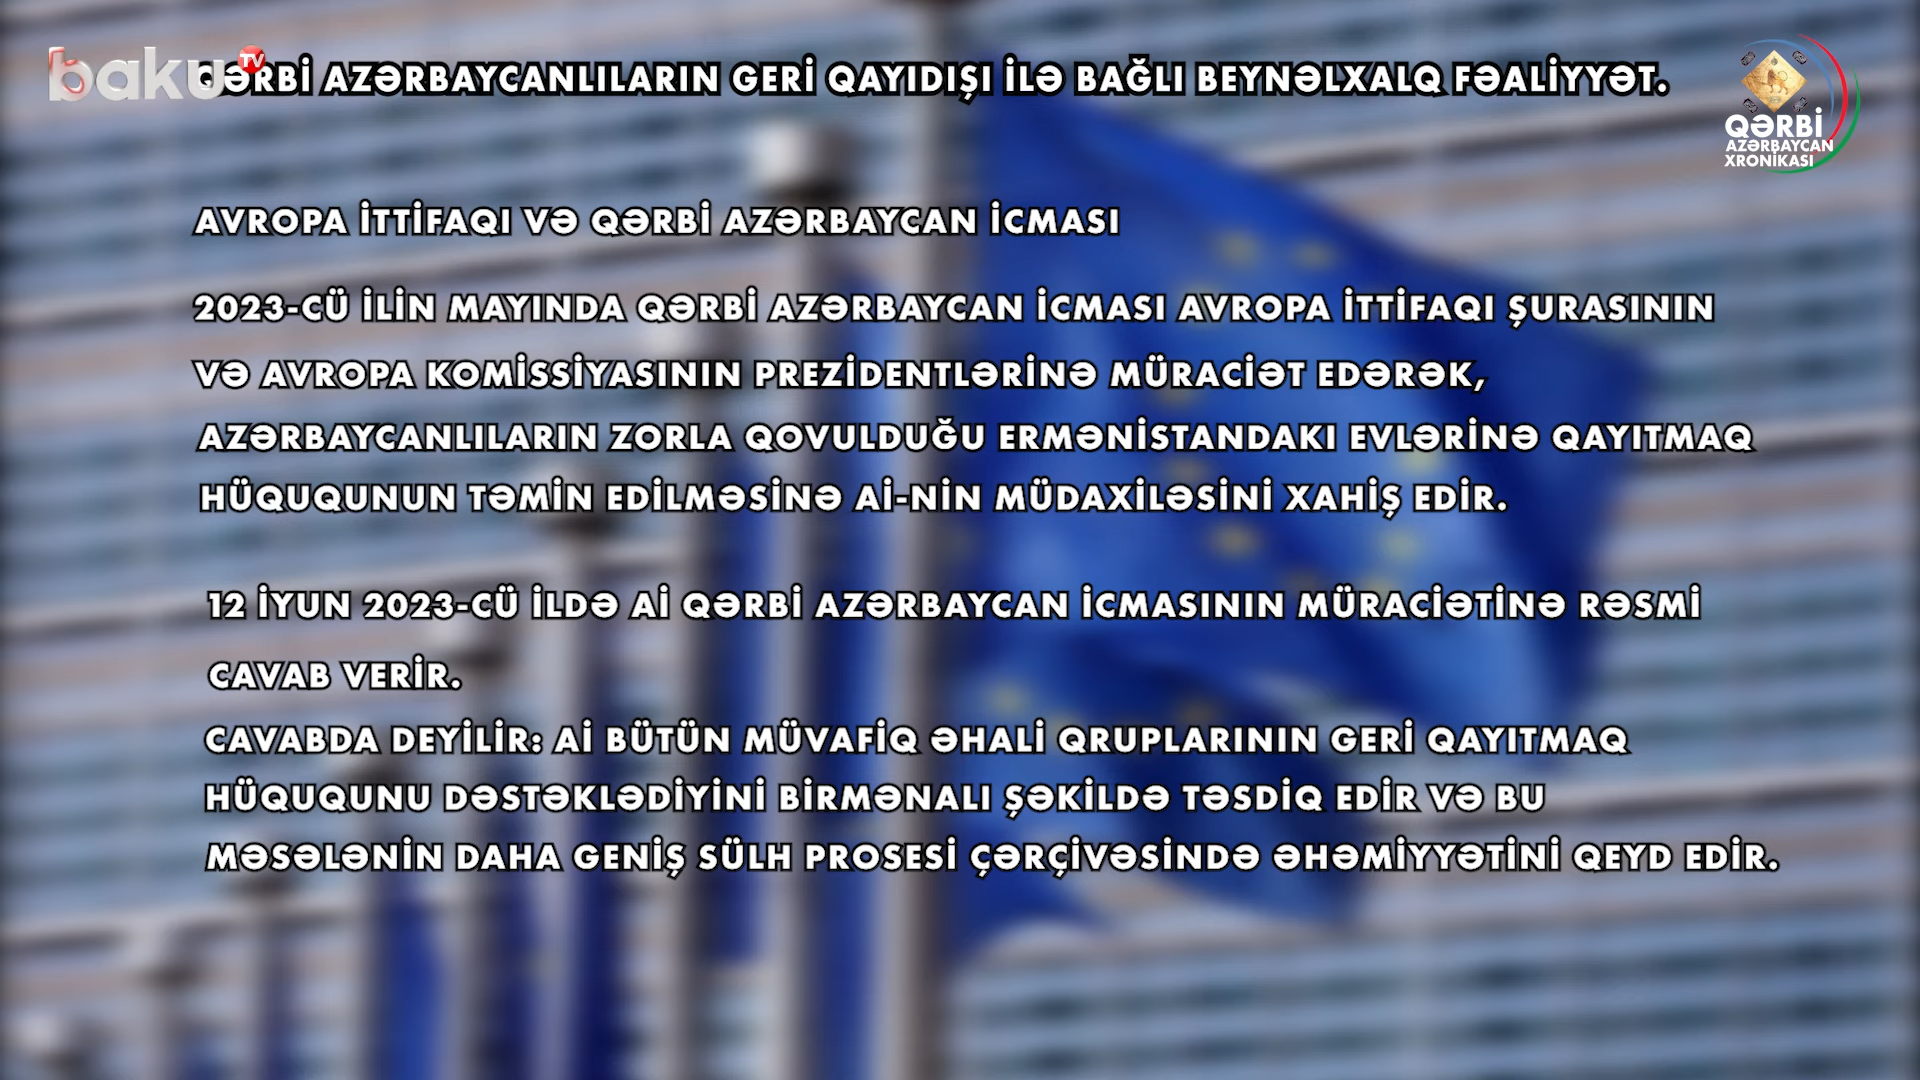 baku TV
QƏRBİ AZƏRBAYCANLILARIN GERİ QAYIDIŞI İLƏ BAĞLI BEYNƏLXALQ FƏALİYYƏT.
QƏRBİ
AZƏRBAYCAN
XRONİKASI
AVROPA İTTİFAQI VƏ QƏRBİ AZƏRBAYCAN İCMASI
2023-CÜ İLİN MAYINDA QƏRBİ AZƏRBAYCAN İCMASI AVROPA İTTİFAQI ŞURASININ
VƏ AVROPA KOMİSSİYASININ PREZİDENTLƏRİNƏ MÜRACİƏT EDƏRƏK,
AZƏRBAYCANLILARIN ZORLA QOVULDUĞU ERMƏNİSTANDAKI EVLƏRİNƏ QAYITMAQ
HÜQUQUNUN TƏMİN EDİLMƏSİNƏ Aİ-NİN MÜDAXİLƏSİNİ XAHİŞ EDİR.
12 İYUN 2023-CÜ İLDƏ Aİ QƏRBİ AZƏRBAYCAN İCMASININ MÜRACİƏTİNƏ RƏSMİ
CAVAB VERİR.
CAVABDA DEYİLİR: Aİ BÜTÜN MÜVAFİQ ƏHALİ QRUPLARININ GERİ QAYITMAQ
HÜQUQUNU DƏSTƏKLƏDİYİNİ BİRMƏNALI ŞƏKİLDƏ TƏSDİQ EDİR VƏ BU
MƏSƏLƏNİN DAHA GENİŞ SÜLH PROSESİ ÇƏRÇİVƏSİNDƏ ƏHƏMİYYƏTİNİ QEYD EDİR.